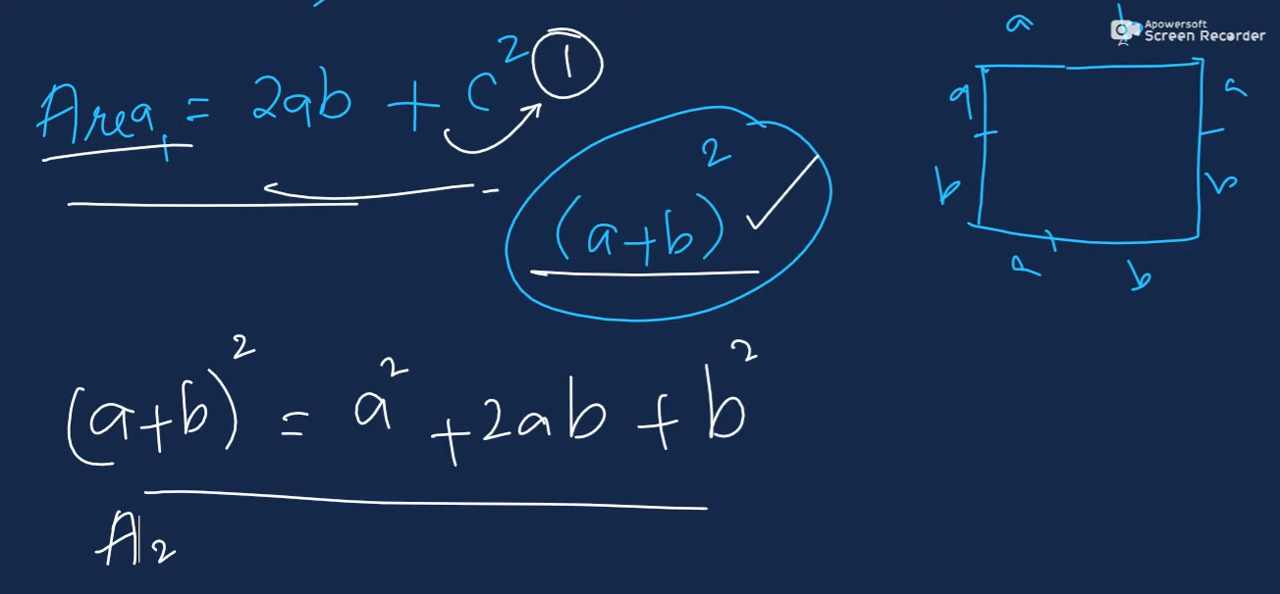 a b
Apowersoft
Screen Recorder
Area₁ = 2ab + c² ①
a a
(a+b)²
b b
a b
(a+b)² = a² + 2ab + b²
A₂